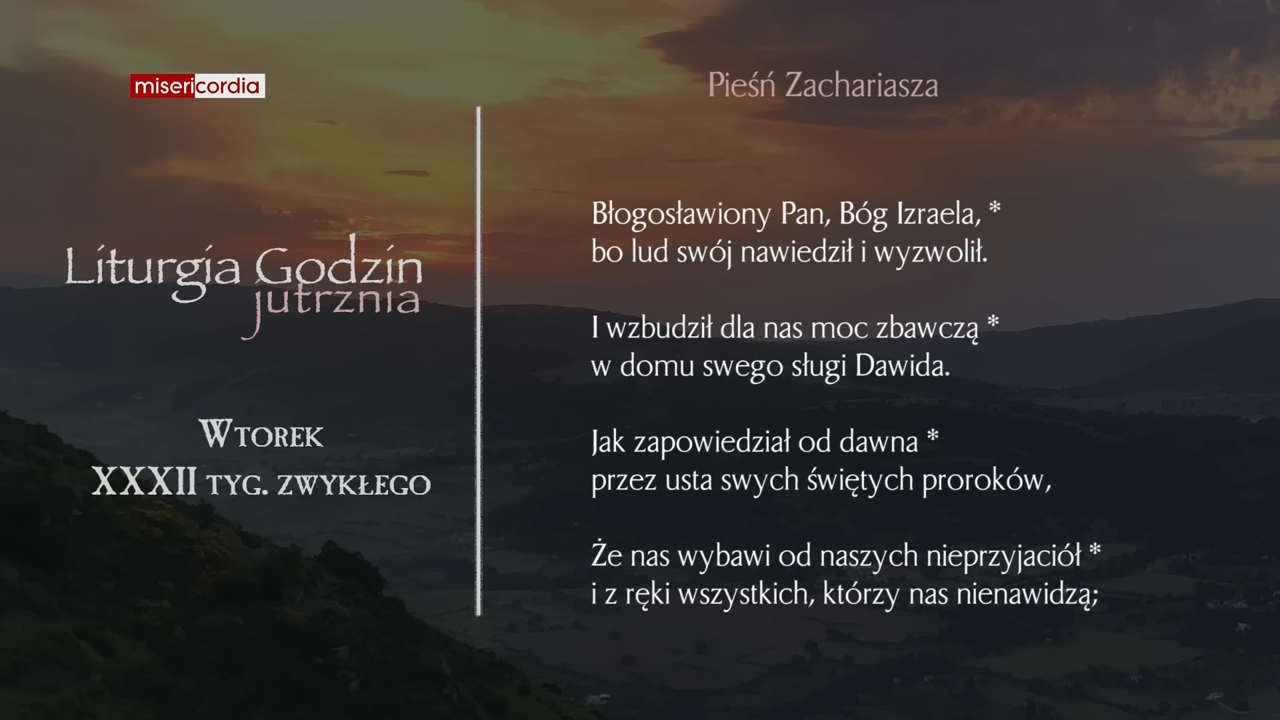 misericordia
Liturgia Godzin
jutrznia
Wtorek
XXXII tyg. zwykłego
Pieśń Zachariasza
Błogosławiony Pan, Bóg Izraela, *
bo lud swój nawiedził i wyzwolił.
I wzbudził dla nas moc zbawczą *
w domu swego sługi Dawida.
Jak zapowiedział od dawna *
przez usta swych świętych proroków,
Że nas wybawi od naszych nieprzyjaciół *
i z ręki wszystkich, którzy nas nienawidzą;